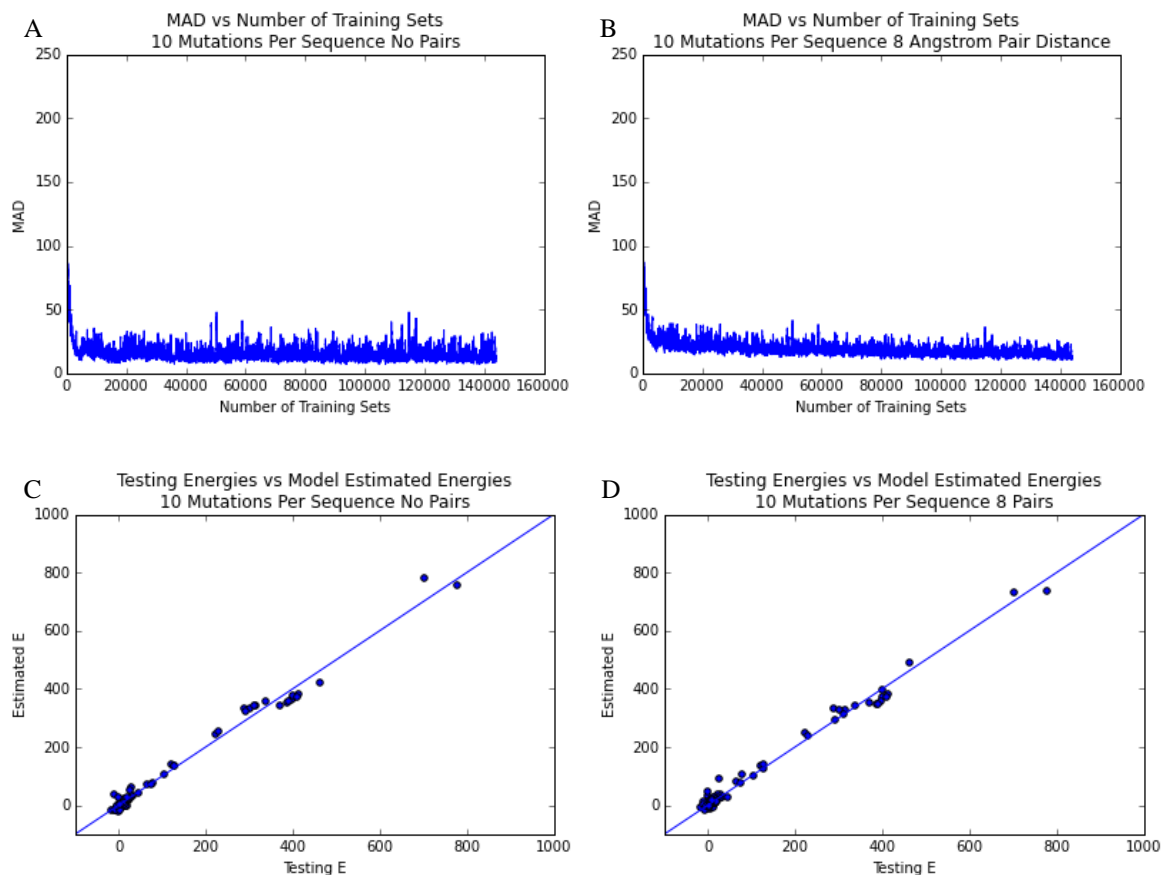 A
MAD vs Number of Training Sets
10 Mutations Per Sequence No Pairs
250
200
150
100
50
0
MAD
0 20000 40000 60000 80000 100000 120000 140000 160000
Number of Training Sets
B
MAD vs Number of Training Sets
10 Mutations Per Sequence 8 Angstrom Pair Distance
250
200
150
100
50
0
MAD
0 20000 40000 60000 80000 100000 120000 140000 160000
Number of Training Sets
C
Testing Energies vs Model Estimated Energies
10 Mutations Per Sequence No Pairs
1000
800
600
400
200
0
Estimated E
0 200 400 600 800 1000
Testing E
D
Testing Energies vs Model Estimated Energies
10 Mutations Per Sequence 8 Pairs
1000
800
600
400
200
0
Estimated E
0 200 400 600 800 1000
Testing E